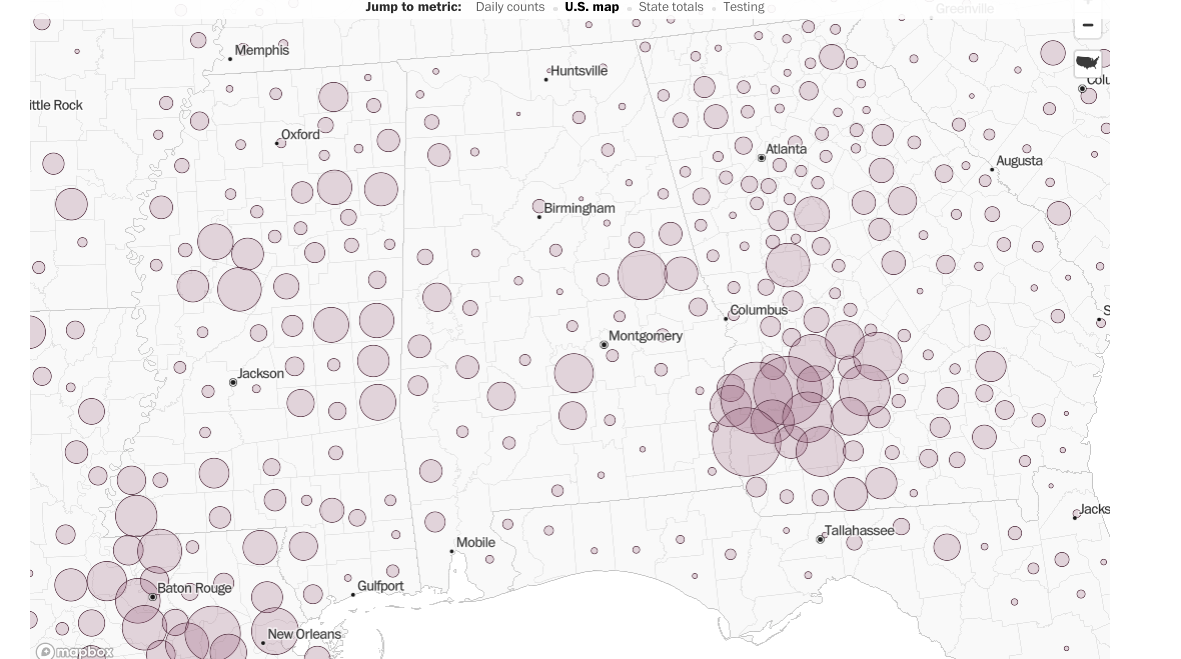 Jump to metric: Daily counts • U.S. map • State totals • Testing
Greenville
Memphis
Huntsville
ittle Rock
Colu
Oxford
Atlanta
Augusta
Birmingham
Columbus
S
Montgomery
Jackson
Jacks
Tallahassee
Mobile
Baton Rouge
Gulfport
New Orleans
mapbox